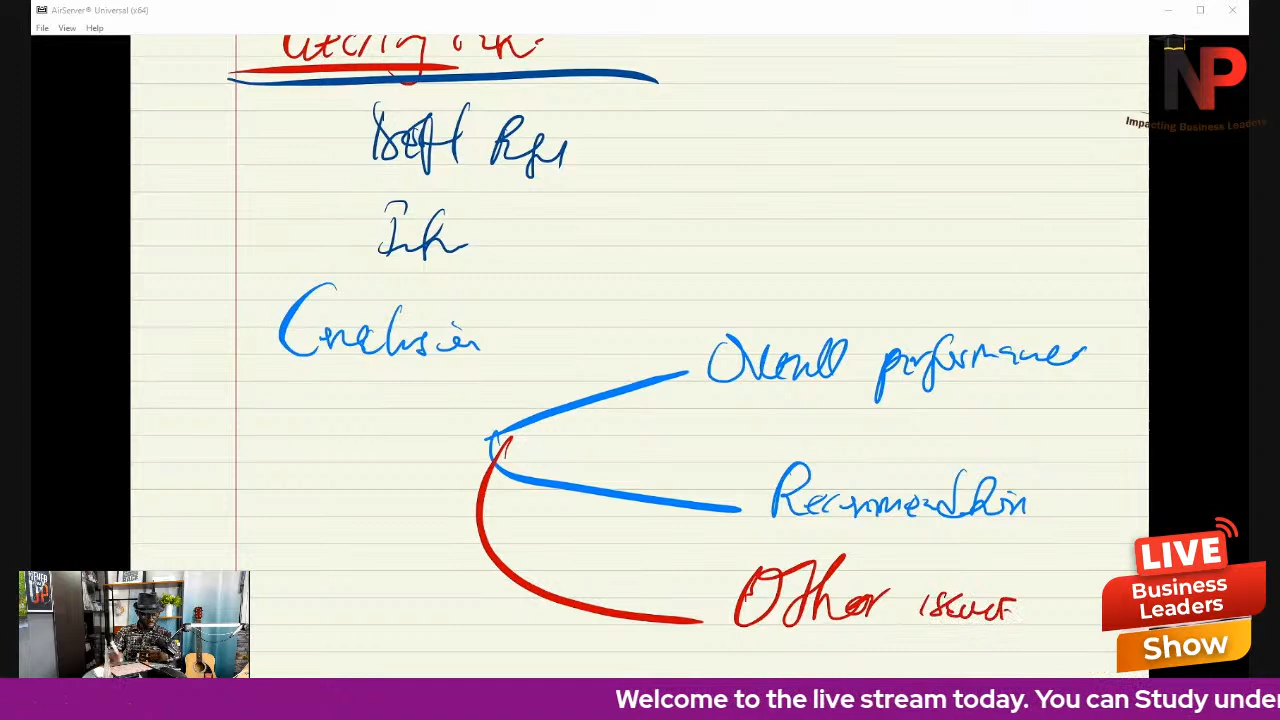 AirServer® Universal (x64)
File View Help
NP
Impacting Business Leaders
Conclusion
Overall performance
Recommendation
Other issues
LIVE
Business
Leaders
Show
Welcome to the live stream today. You can Study under